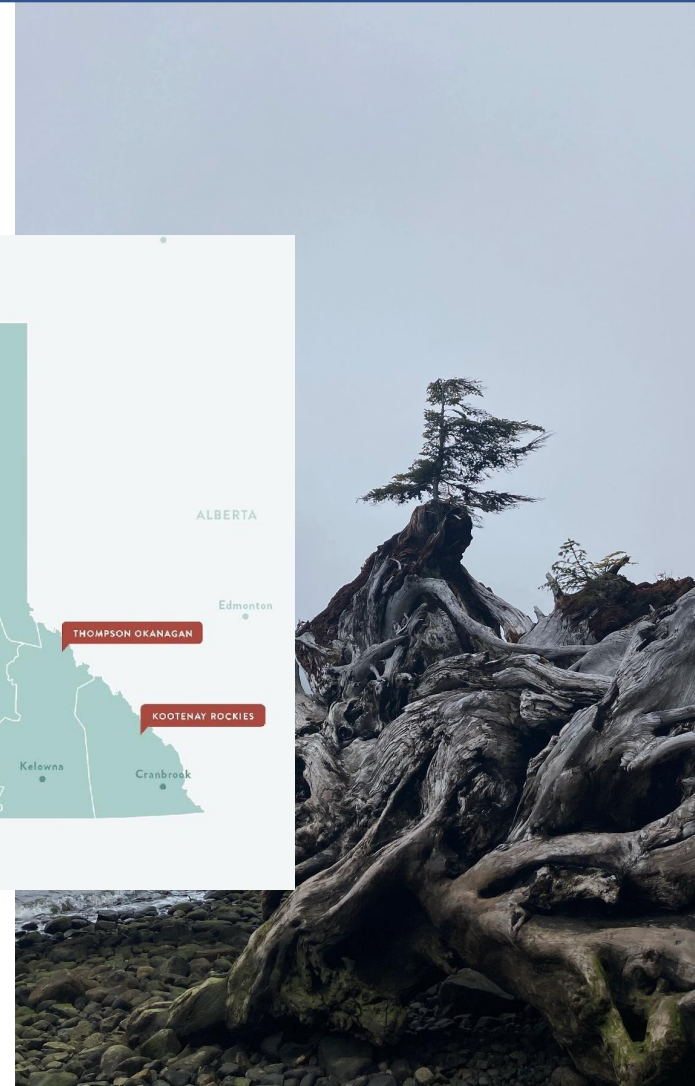 ALBERTA
Edmonton
THOMPSON OKANAGAN
KOOTENAY ROCKIES
Kelowna
Cranbrook